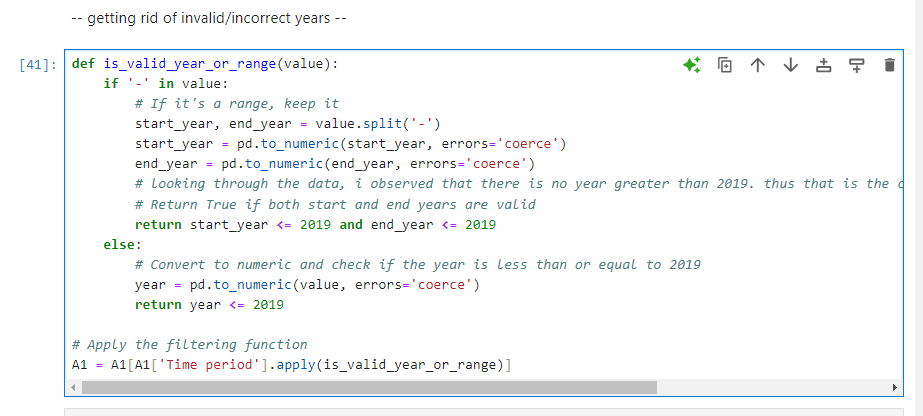 -- getting rid of invalid/incorrect years --
[41]:
def is_valid_year_or_range(value):
    if '-' in value:
        # If it's a range, keep it
        start_year, end_year = value.split('-')
        start_year = pd.to_numeric(start_year, errors='coerce')
        end_year = pd.to_numeric(end_year, errors='coerce')
        # looking through the data, i observed that there is no year greater than 2019. thus that is the
        # Return True if both start and end years are valid
        return start_year <= 2019 and end_year <= 2019
    else:
        # Convert to numeric and check if the year is less than or equal to 2019
        year = pd.to_numeric(value, errors='coerce')
        return year <= 2019
# Apply the filtering function
A1 = A1[A1['Time period'].apply(is_valid_year_or_range)]